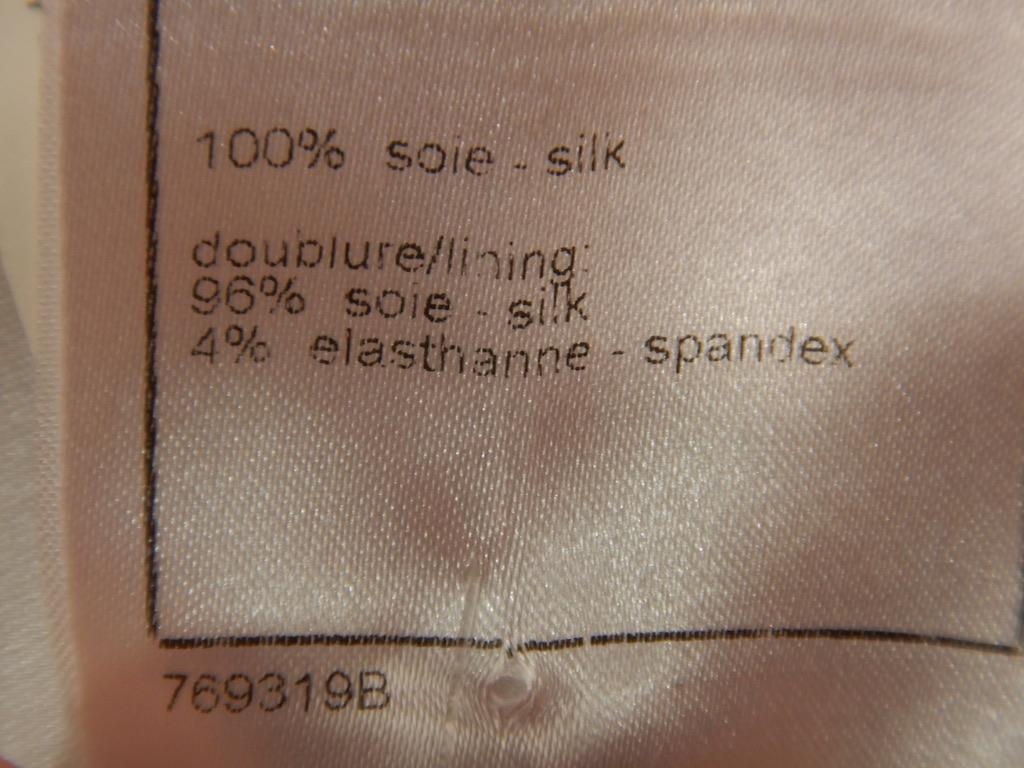 100% soie - silk
doublure/lining:
96% soie - silk
4% elasthanne - spandex
769319B